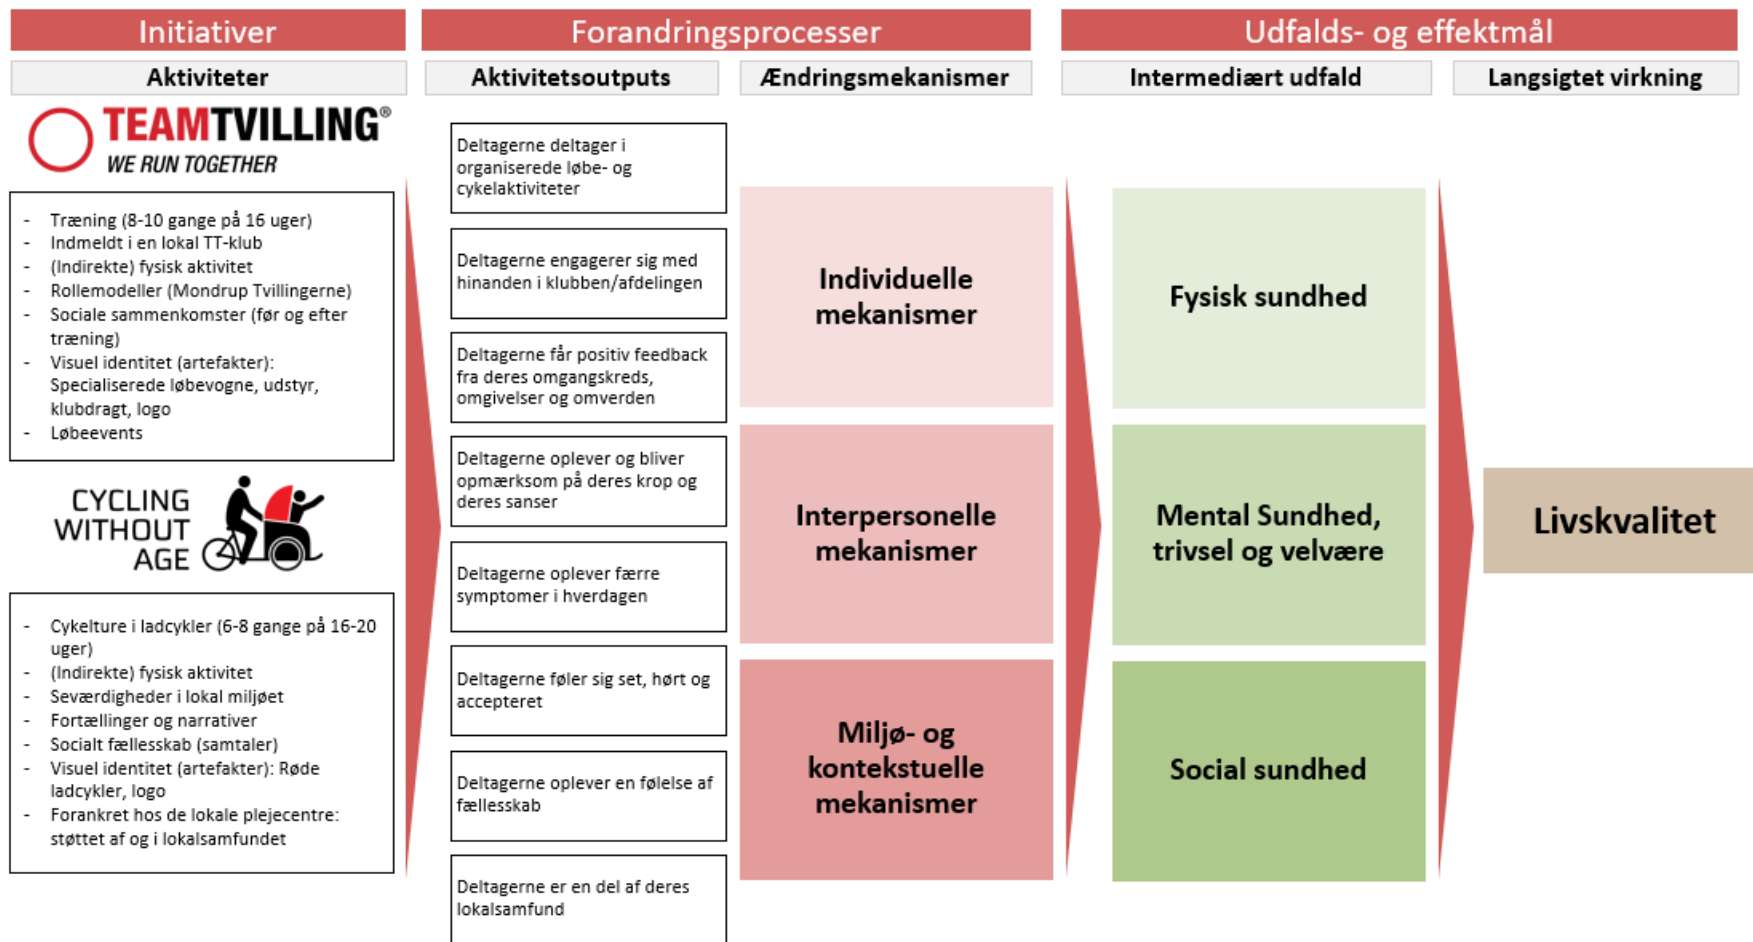 Initiativer
Aktiviteter
TEAMTVILLING®
WE RUN TOGETHER
- Træning (8-10 gange på 16 uger)
- Indmeldt i en lokal TT-klub
- (Indirekte) fysisk aktivitet
- Rollemodeller (Mondrup Tvillingerne)
- Sociale sammenkomster (før og efter
træning)
- Visuel identitet (artefakter):
Specialiserede løbevogne, udstyr,
klubdragt, logo
- Løbeevents
CYCLING
WITHOUT
AGE
- Cykelture i ladcykler (6-8 gange på 16-20
uger)
- (Indirekte) fysisk aktivitet
- Seværdigheder i lokal miljøet
- Fortællinger og narrativer
- Socialt fællesskab (samtaler)
- Visuel identitet (artefakter): Røde
ladcykler, logo
- Forankret hos de lokale plejecentre:
støttet af og i lokalsamfundet
Forandringsprocesser
Aktivitetsoutputs
Deltagerne deltager i
organiserede løbe- og
cykelaktiviteter
Deltagerne engagerer sig med
hinanden i klubben/afdelingen
Deltagerne får positiv feedback
fra deres omgangskreds,
omgivelser og omverden
Deltagerne oplever og bliver
opmærksom på deres krop og
deres sanser
Deltagerne oplever færre
symptomer i hverdagen
Deltagerne føler sig set, hørt og
accepteret
Deltagerne oplever en følelse af
fællesskab
Deltagerne er en del af deres
lokalsamfund
Ændringsmekanismer
Individuelle
mekanismer
Interpersonelle
mekanismer
Miljø- og
kontekstuelle
mekanismer
Udfalds- og effektmål
Intermediært udfald
Fysisk sundhed
Mental Sundhed,
trivsel og velvære
Social sundhed
Langsigtet virkning
Livskvalitet